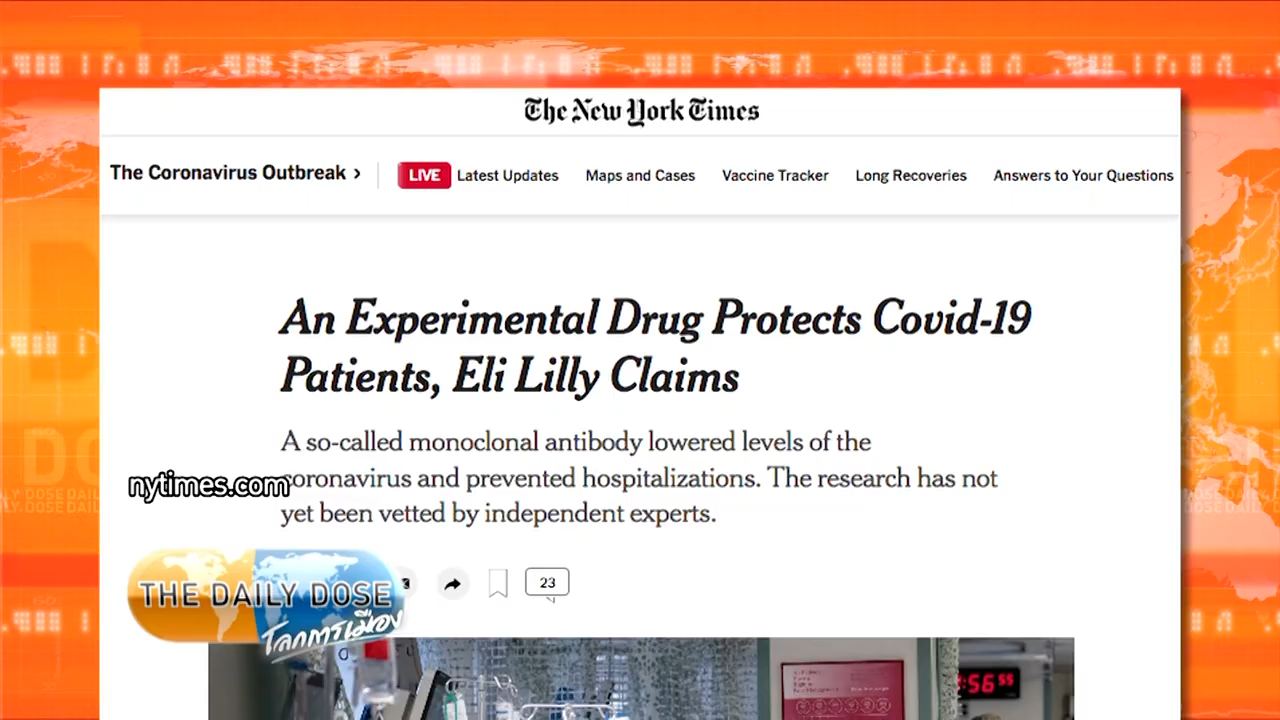 The New York Times
The Coronavirus Outbreak ›
LIVE Latest Updates Maps and Cases Vaccine Tracker Long Recoveries Answers to Your Questions
An Experimental Drug Protects Covid-19
Patients, Eli Lilly Claims
A so-called monoclonal antibody lowered levels of the
coronavirus and prevented hospitalizations. The research has not
nytimes.com
yet been vetted by independent experts.
23
THE DAILY DOSE
โลกการเมือง
:56 55